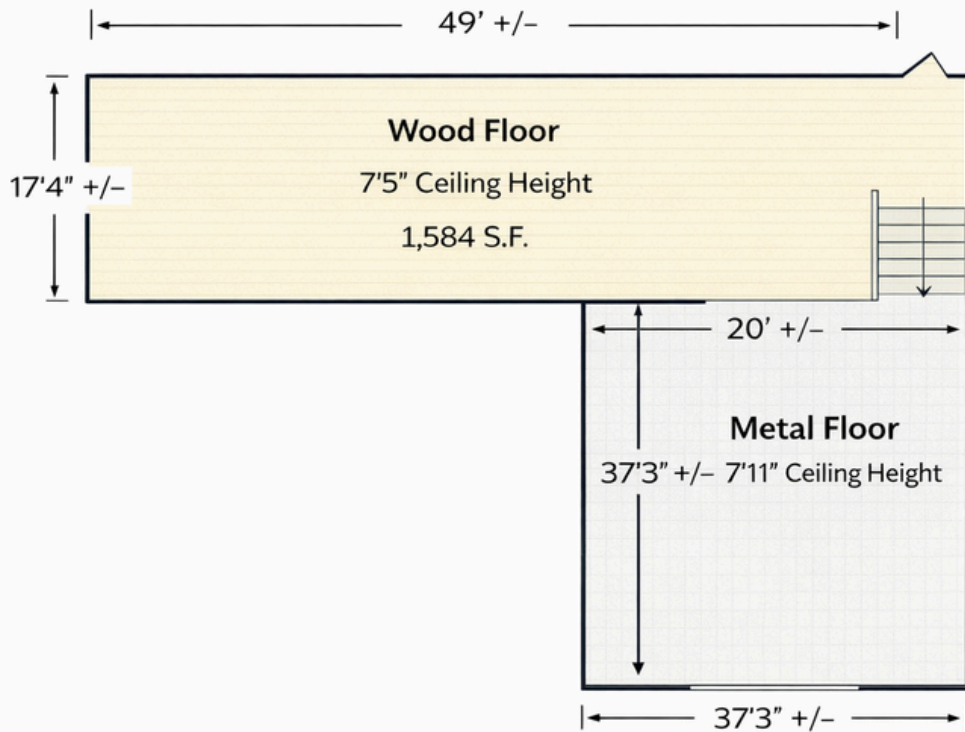 49’ +/–
Wood Floor
7'5” Ceiling Height
17'4” +/–
1,584 S.F.
20’ +/–
Metal Floor
37'3” +/– 7'11” Ceiling Height
37'3” +/–